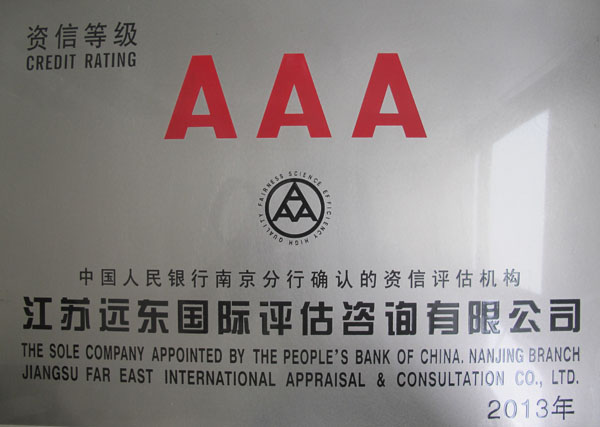 资信等级
CREDIT RATING
AAA
FAIRNESS SCIENCE EFFICIENCY HIGH QUALITY
AAA
中国人民银行南京分行确认的资信评估机构
江苏远东国际评估咨询有限公司
THE SOLE COMPANY APPOINTED BY THE PEOPLE'S BANK OF CHINA. NANJING BRANCH
JIANGSU FAR EAST INTERNATIONAL APPRAISAL & CONSULTATION CO., LTD.
2013年